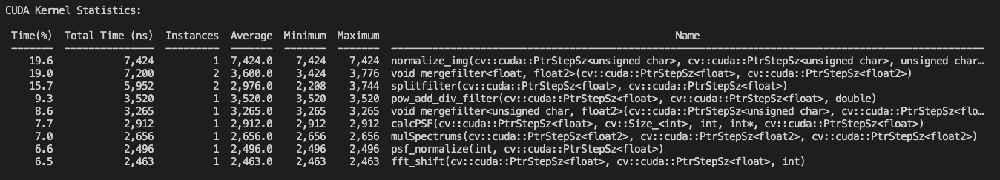 CUDA Kernel Statistics:
Time(%) Total Time (ns) Instances Average Minimum Maximum Name
19.6 7,424 1 7,424.0 7,424 7,424 normalize_img(cv::cuda::PtrStepSz<unsigned char>, cv::cuda::PtrStepSz<unsigned char>, unsigned char…
19.0 7,200 2 3,600.0 3,424 3,776 void mergefilter<float, float2>(cv::cuda::PtrStepSz<float>, cv::cuda::PtrStepSz<float2>)
15.7 5,952 2 2,976.0 2,208 3,744 splitfilter(cv::cuda::PtrStepSz<float>, cv::cuda::PtrStepSz<float>)
9.3 3,520 1 3,520.0 3,520 3,520 pow_add_div_filter(cv::cuda::PtrStepSz<float>, cv::cuda::PtrStepSz<float>, double)
8.6 3,265 1 3,265.0 3,265 3,265 void mergefilter<unsigned char, float2>(cv::cuda::PtrStepSz<unsigned char>, cv::cuda::PtrStepSz<flo…
7.7 2,912 1 2,912.0 2,912 2,912 calcPSF(cv::cuda::PtrStepSz<float>, cv::Size_<int>, int, int*, cv::cuda::PtrStepSz<float>)
7.0 2,656 1 2,656.0 2,656 2,656 mulSpectrums(cv::cuda::PtrStepSz<float2>, cv::cuda::PtrStepSz<float2>, cv::cuda::PtrStepSz<float2>)
6.6 2,496 1 2,496.0 2,496 2,496 psf_normalize(int, cv::cuda::PtrStepSz<float>)
6.5 2,463 1 2,463.0 2,463 2,463 fft_shift(cv::cuda::PtrStepSz<float>, cv::cuda::PtrStepSz<float>, int)